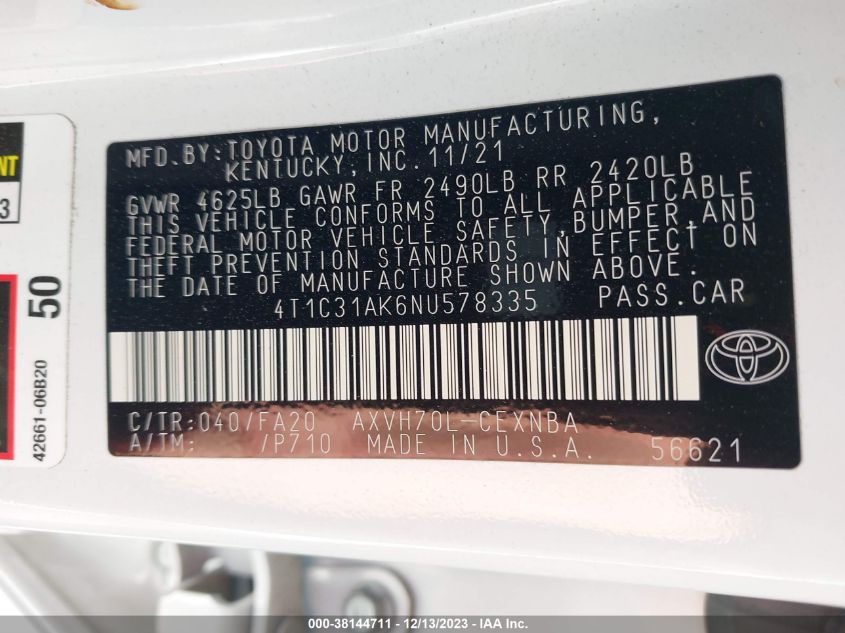 MFD.BY:TOYOTA MOTOR MANUFACTURING,
KENTUCKY,INC.11/21
GVWR 4625LB GAWR FR 2490LB RR 2420LB
THIS VEHICLE CONFORMS TO ALL APPLICABLE
FEDERAL MOTOR VEHICLE SAFETY,BUMPER,AND
THEFT PREVENTION STANDARDS IN EFFECT ON
THE DATE OF MANUFACTURE SHOWN ABOVE.
4T1C31AK6NU578335 PASS.CAR
C/TR:040/FA20 AXVH70L-CEXNBA
A/TM: /P710 MADE IN U.S.A. 56621
NT
3
50
42661-06B20
000-38144711 - 12/13/2023 - IAA Inc.